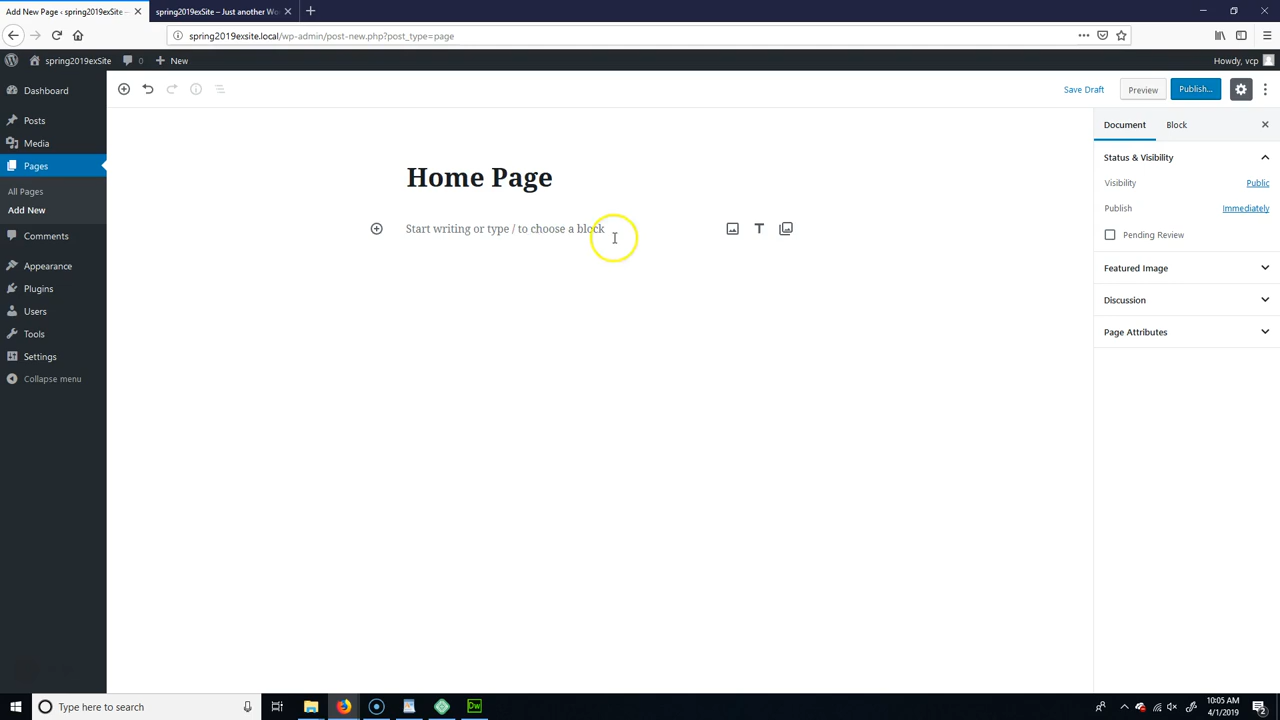 Add New Page ‹ spring2019exSite —
spring2019exSite – Just another Wo
spring2019exsite.local/wp-admin/post-new.php?post_type=page
spring2019exSite
0
New
Howdy, vcp
Dashboard
Posts
Media
Pages
All Pages
Add New
Comments
Appearance
Plugins
Users
Tools
Settings
Collapse menu
Save Draft
Preview
Publish...
Home Page
Start writing or type / to choose a block
Document
Block
Status & Visibility
Visibility
Public
Publish
Immediately
Pending Review
Featured Image
Discussion
Page Attributes
Type here to search
Dw
10:05 AM
4/1/2019
2